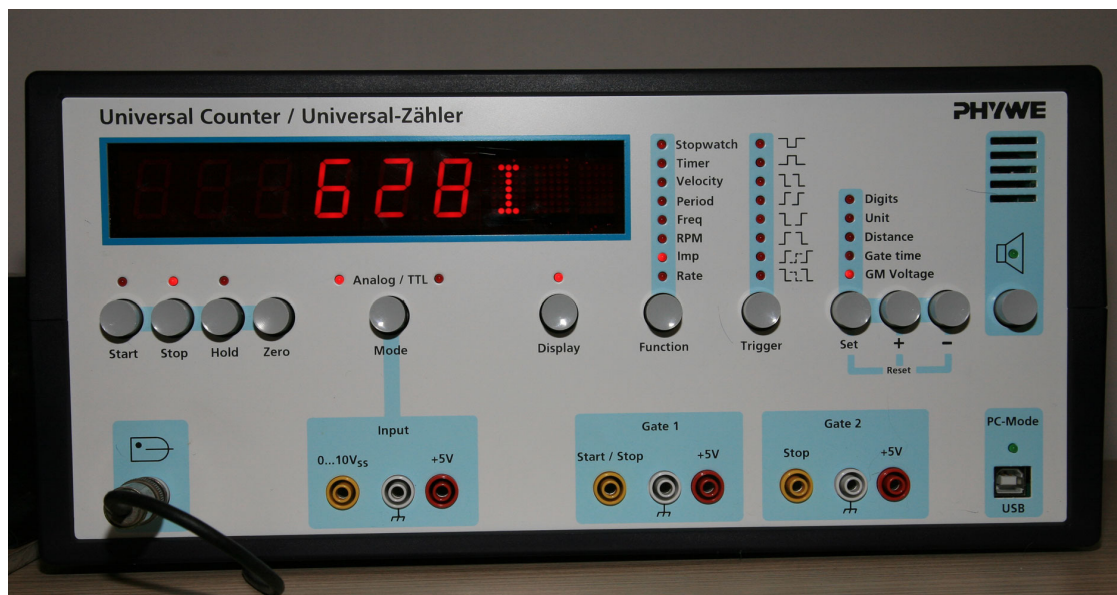 PHYWE
Universal Counter / Universal-Zähler
628 I
Stopwatch
Timer
Velocity
Period
Freq
RPM
Imp
Rate
Digits
Unit
Distance
Gate time
GM Voltage
Analog / TTL
Start Stop Hold Zero
Mode
Display
Function
Trigger
Set + −
Reset
Input
0...10Vss
+5V
Gate 1
Start / Stop
+5V
Gate 2
Stop
+5V
PC-Mode
USB